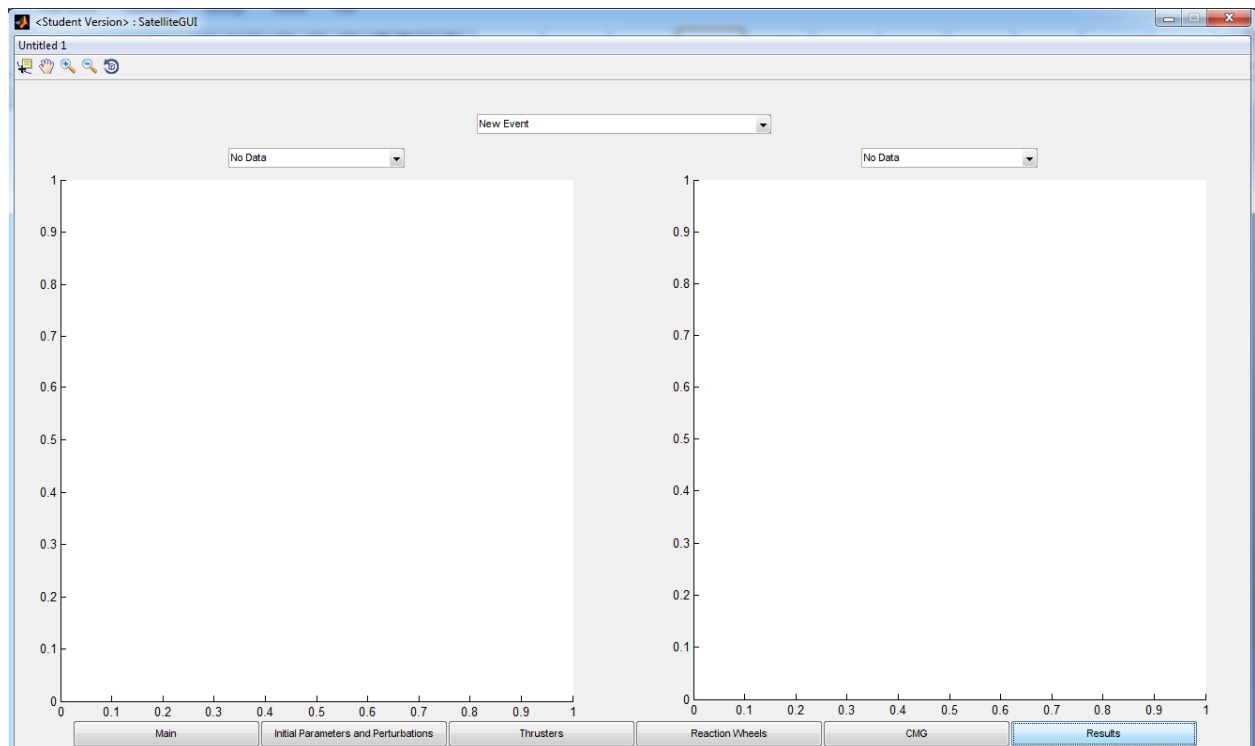 <Student Version> : SatelliteGUI
Untitled 1
New Event
No Data
No Data
1
0.9
0.8
0.7
0.6
0.5
0.4
0.3
0.2
0.1
0
0 0.1 0.2 0.3 0.4 0.5 0.6 0.7 0.8 0.9 1
1
0.9
0.8
0.7
0.6
0.5
0.4
0.3
0.2
0.1
0
0 0.1 0.2 0.3 0.4 0.5 0.6 0.7 0.8 0.9 1
Main Initial Parameters and Perturbations Thrusters Reaction Wheels CMG Results